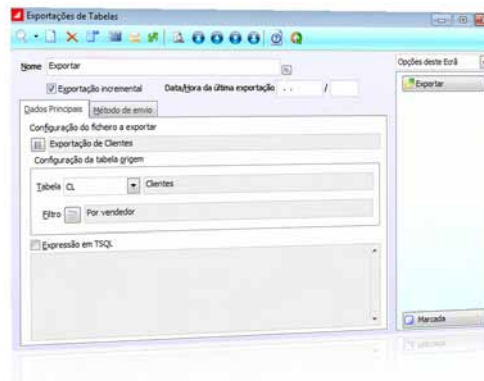 Exportações de Tabelas
Nome Exportar
Exportação incremental Data/Hora da última exportação . . /
Dados Principais Método de envio
Configuração do ficheiro a exportar
Exportação de Clientes
Configuração da tabela origem
Tabela CL Clientes
Filtro Por vendedor
Expressão em TSQL
Opções deste Ecrã
Exportar
Marcada